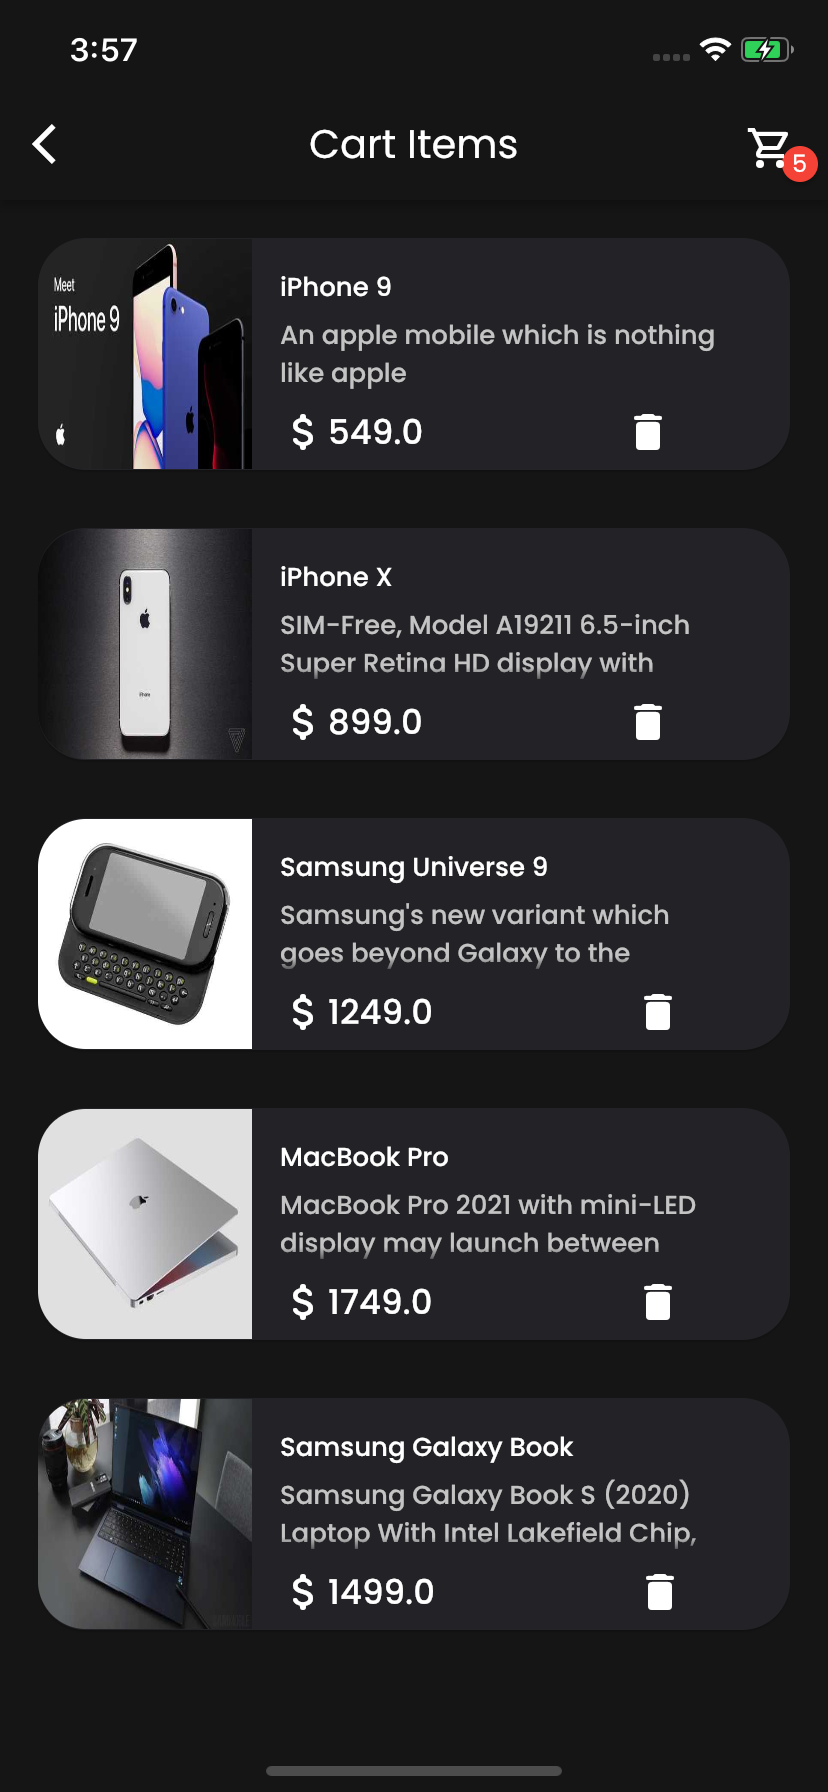 3:57
Cart Items
5
Meet
iPhone 9
iPhone 9
An apple mobile which is nothing
like apple
$ 549.0
iPhone
iPhone X
SIM-Free, Model A19211 6.5-inch
Super Retina HD display with
$ 899.0
Samsung Universe 9
Samsung's new variant which
goes beyond Galaxy to the
$ 1249.0
MacBook Pro
MacBook Pro 2021 with mini-LED
display may launch between
$ 1749.0
Samsung Galaxy Book
Samsung Galaxy Book S (2020)
Laptop With Intel Lakefield Chip,
$ 1499.0